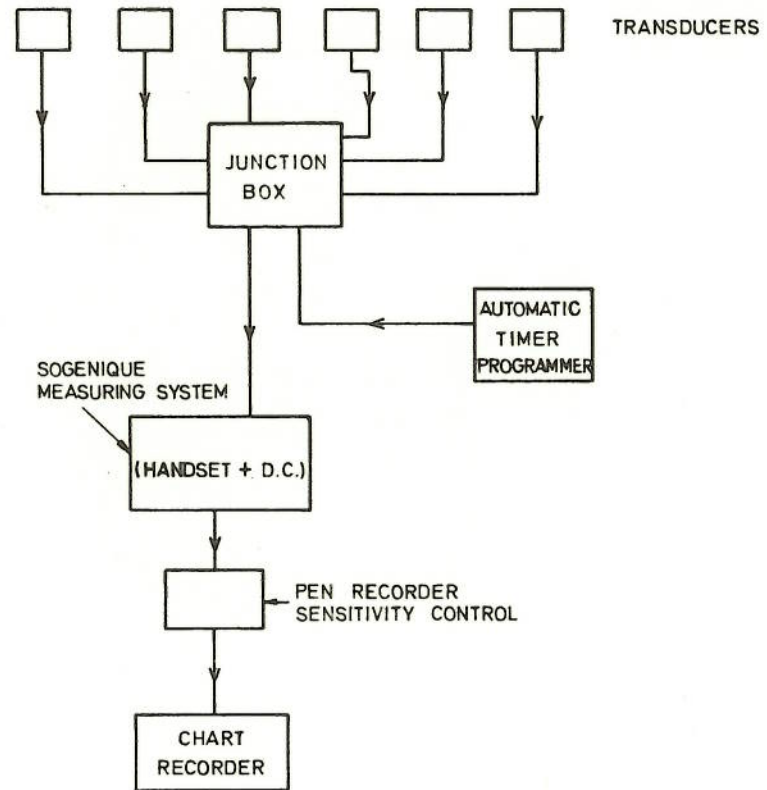 TRANSDUCERS
JUNCTION
BOX
AUTOMATIC
TIMER
PROGRAMMER
SOGENIQUE
MEASURING SYSTEM
(HANDSET + D.C.)
PEN RECORDER
SENSITIVITY CONTROL
CHART
RECORDER